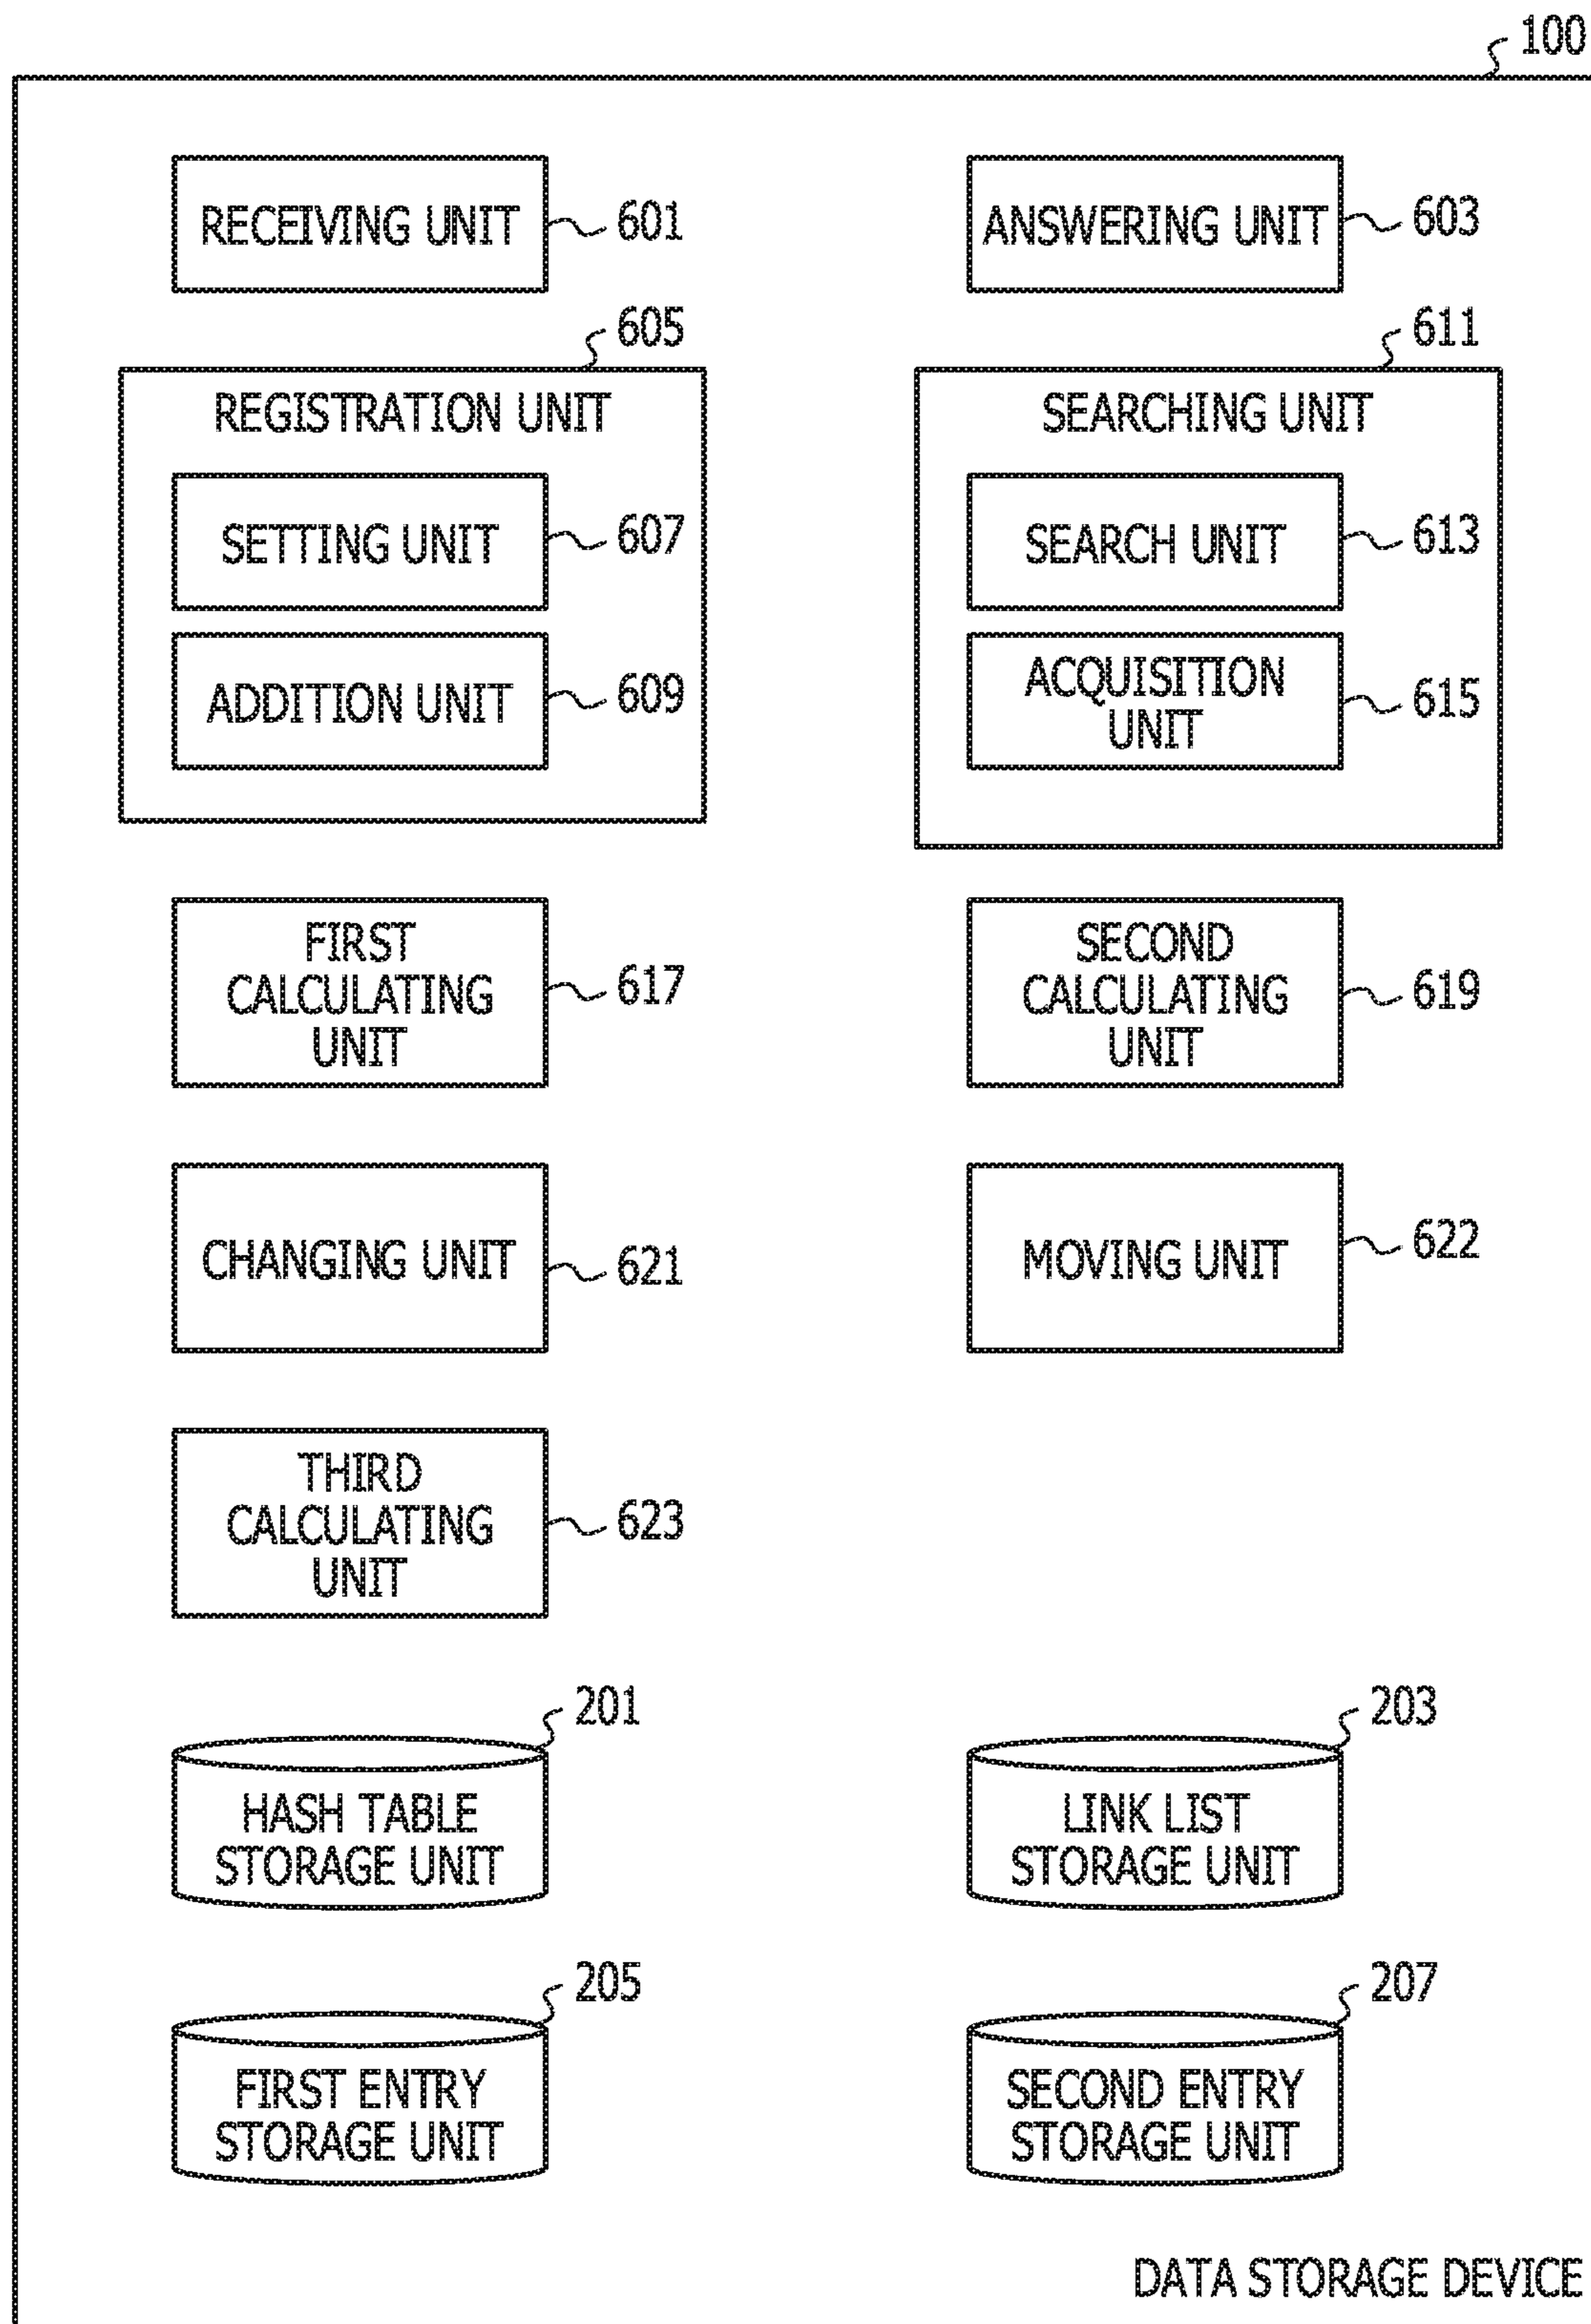 100
RECEIVING UNIT
601
ANSWERING UNIT
603
605
REGISTRATION UNIT
SETTING UNIT
607
ADDITION UNIT
609
611
SEARCHING UNIT
SEARCH UNIT
613
ACQUISITION
UNIT
615
FIRST
CALCULATING
UNIT
617
SECOND
CALCULATING
UNIT
619
CHANGING UNIT
621
MOVING UNIT
622
THIRD
CALCULATING
UNIT
623
201
HASH TABLE
STORAGE UNIT
203
LINK LIST
STORAGE UNIT
205
FIRST ENTRY
STORAGE UNIT
207
SECOND ENTRY
STORAGE UNIT
DATA STORAGE DEVICE